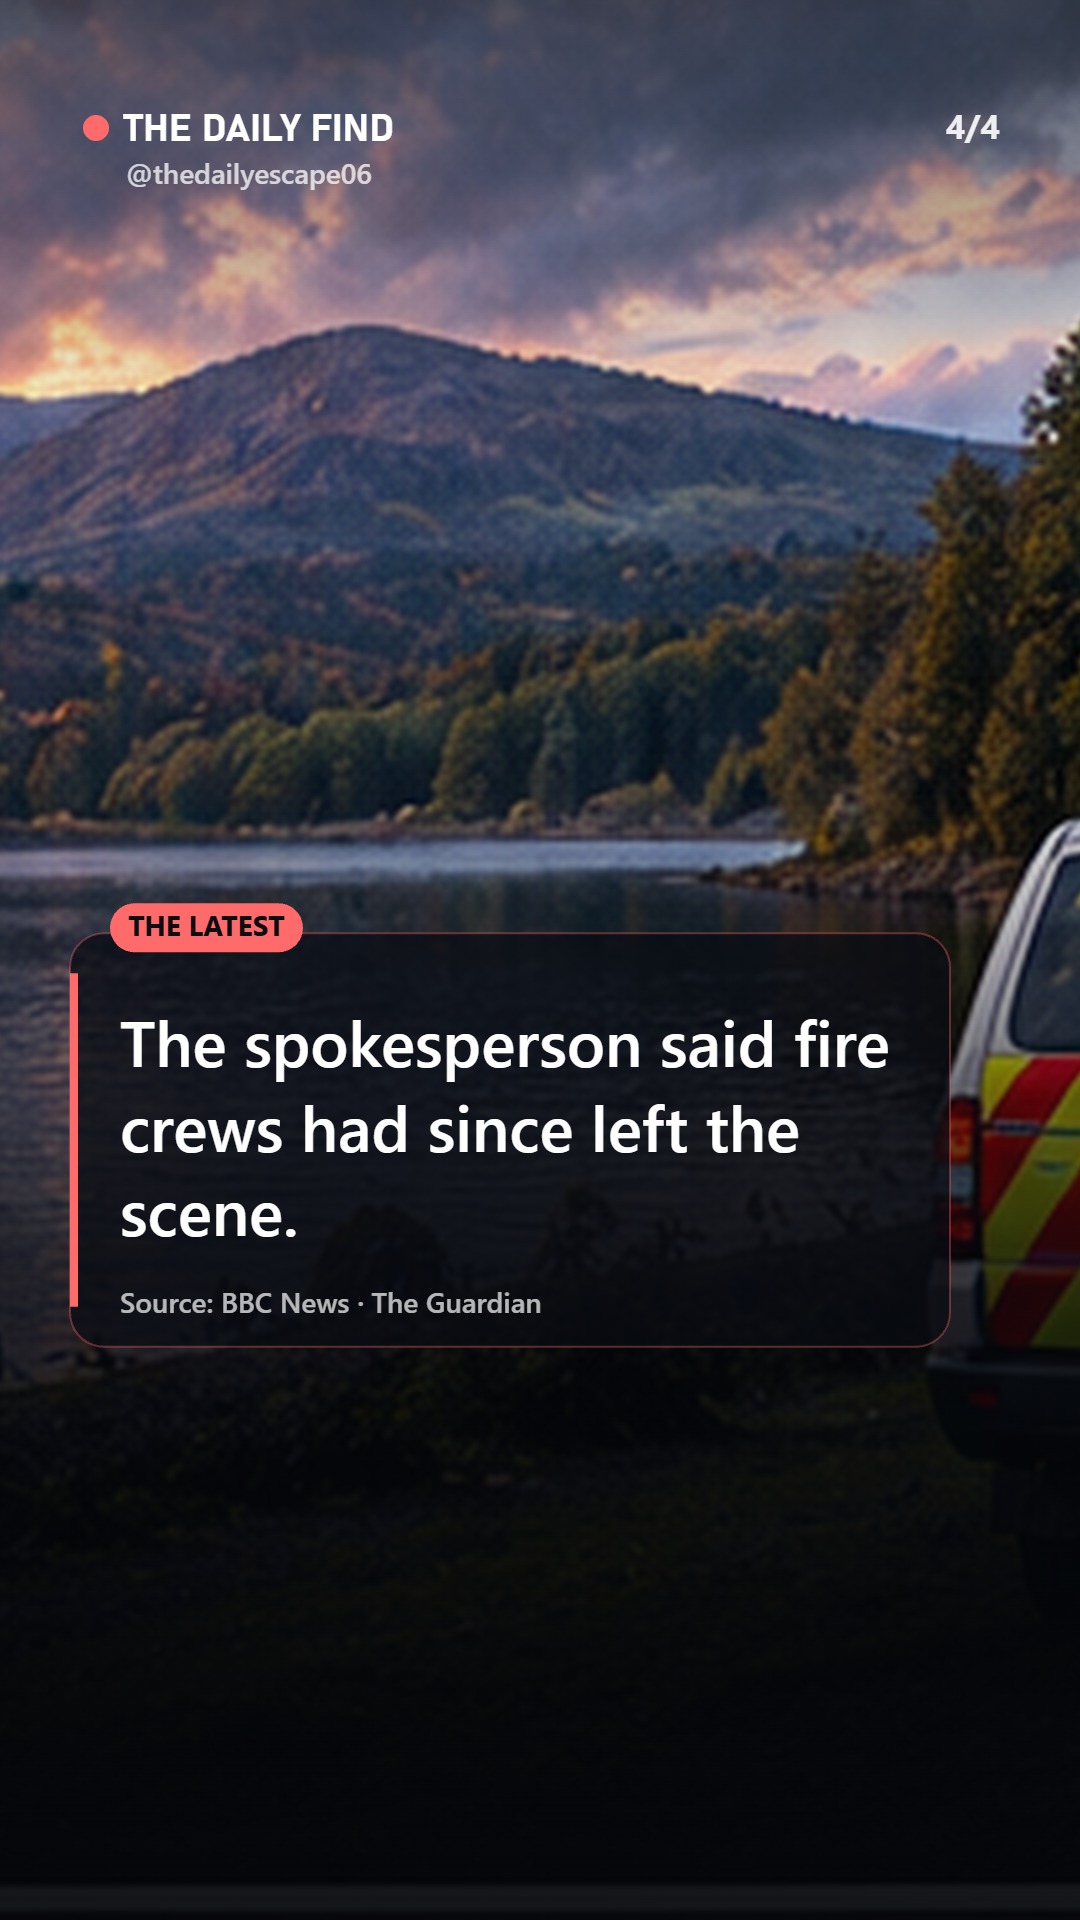 THE DAILY FIND
4/4
@thedailyescape06
THE LATEST
The spokesperson said fire
crews had since left the
scene.
Source: BBC News · The Guardian